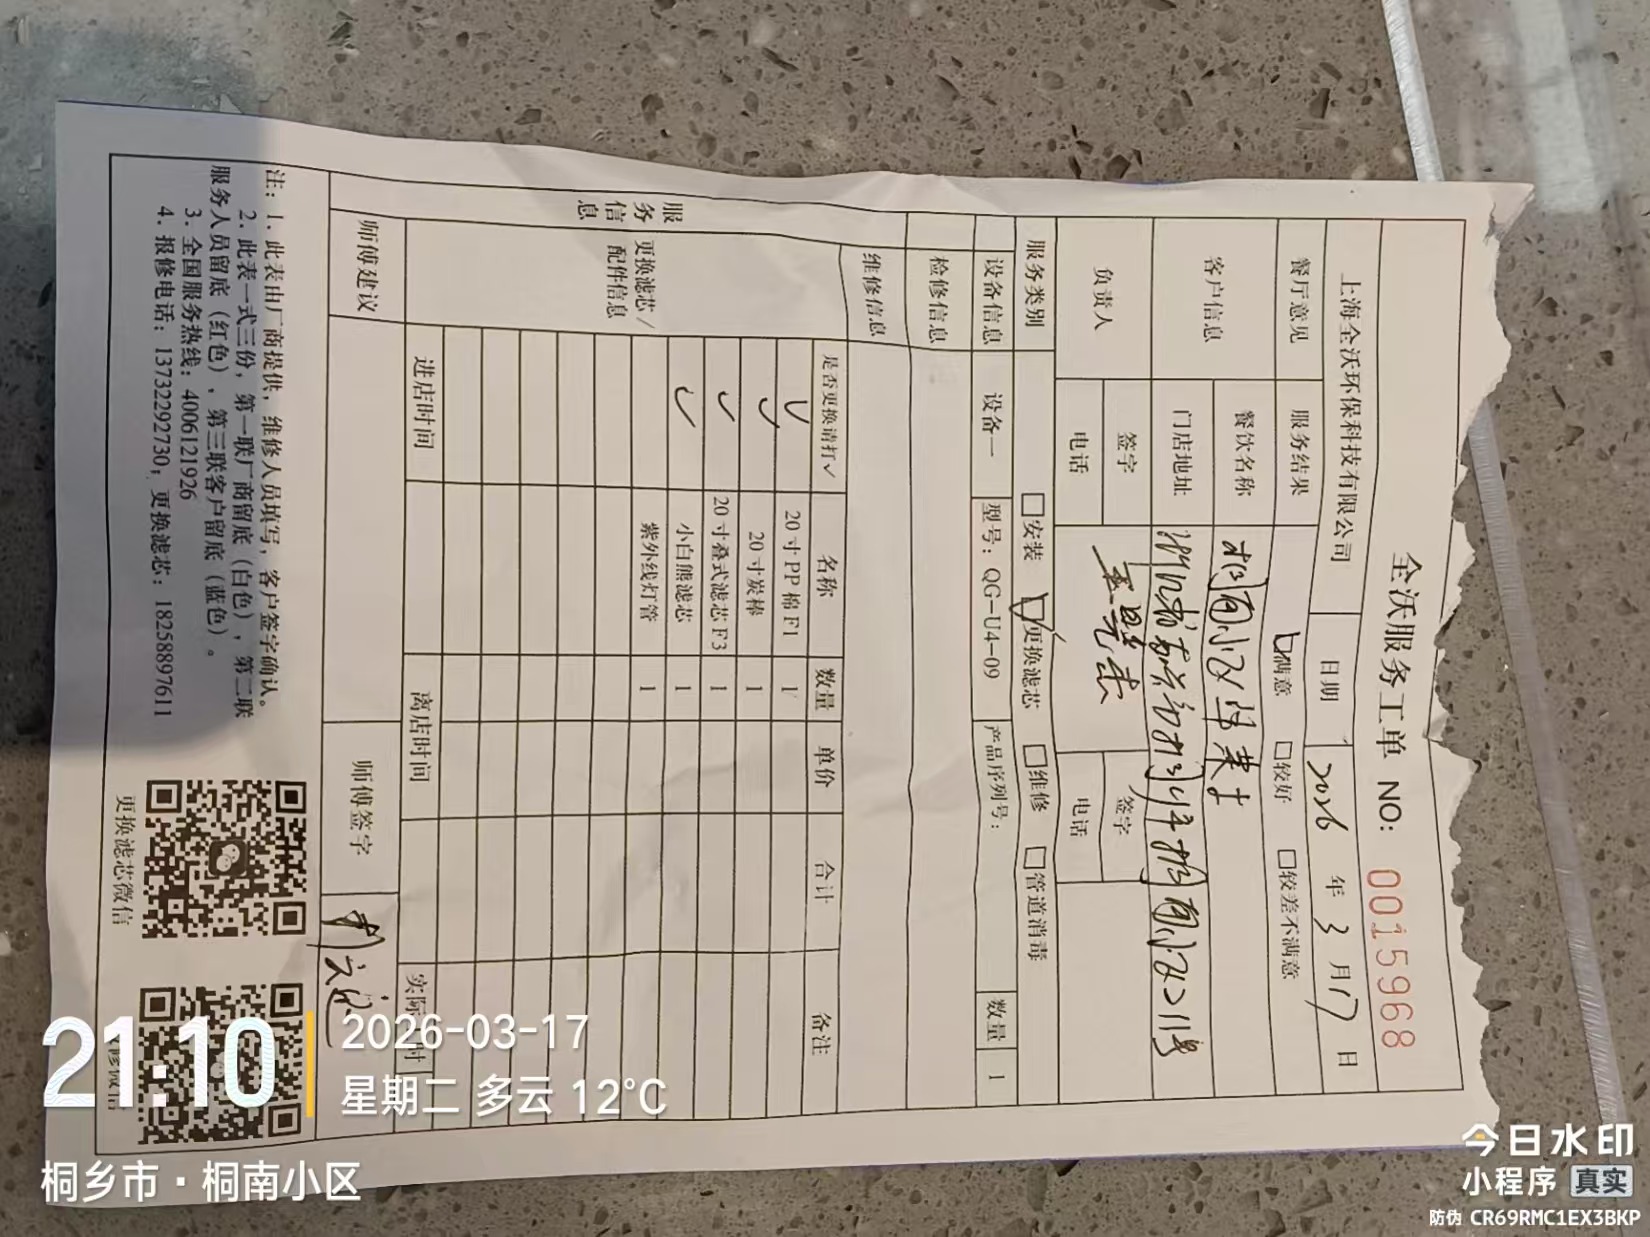 全沃服务工单 NO: 0015968
上海全沃环保科技有限公司 日期 2026 年 3 月 17 日
餐厅意见 服务结果 满意 □较好 □较差不满意
客户信息 餐饮名称 桐南小区
门店地址 桐南小区211号
负责人 签字 签字
电话 电话
服务类别 □安装 更换滤芯 □维修 □管道消毒
设备信息 设备一 型号:QG-U4-09 产品序列号: 数量 1
检修信息
维修信息
服务信息
更换滤芯/配件信息
是否更换请打✓ 名称 数量 单价 合计 备注
✓ 20寸PP棉F1 1
✓ 20寸炭棒 1
✓ 20寸叠式滤芯F3 1
✓ 小白熊滤芯 1
紫外线灯管 1
进店时间 离店时间 实际 时
师傅建议 师傅签字
注:1.此表由厂商提供,维修人员填写,客户签字确认。
2.此表一式三份,第一联厂商留底(白色),第二联
服务人员留底(红色),第三联客户留底(蓝色)。
3.全国服务热线:4006121926
4.报修电话:13732292730,更换滤芯:18258897611
更换滤芯微信
21:10
2026-03-17
星期二 多云 12°C
桐乡市·桐南小区
今日水印
小程序 真实
防伪 CR69RMC1EX3BKP